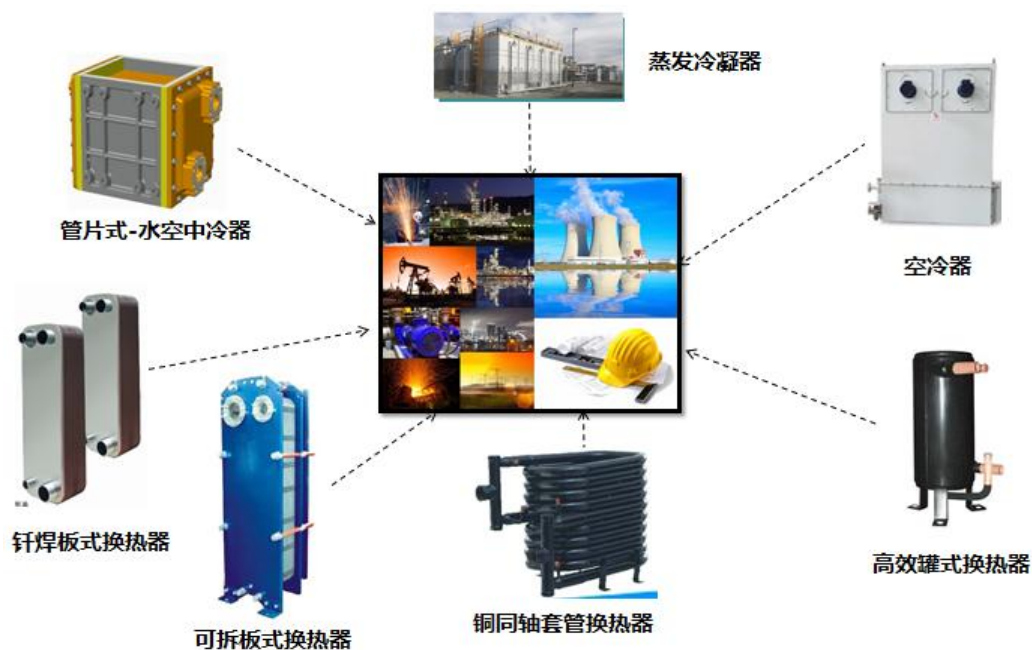 蒸发冷凝器
管片式-水空中冷器
空冷器
钎焊板式换热器
高效罐式换热器
铜同轴套管换热器
可拆板式换热器